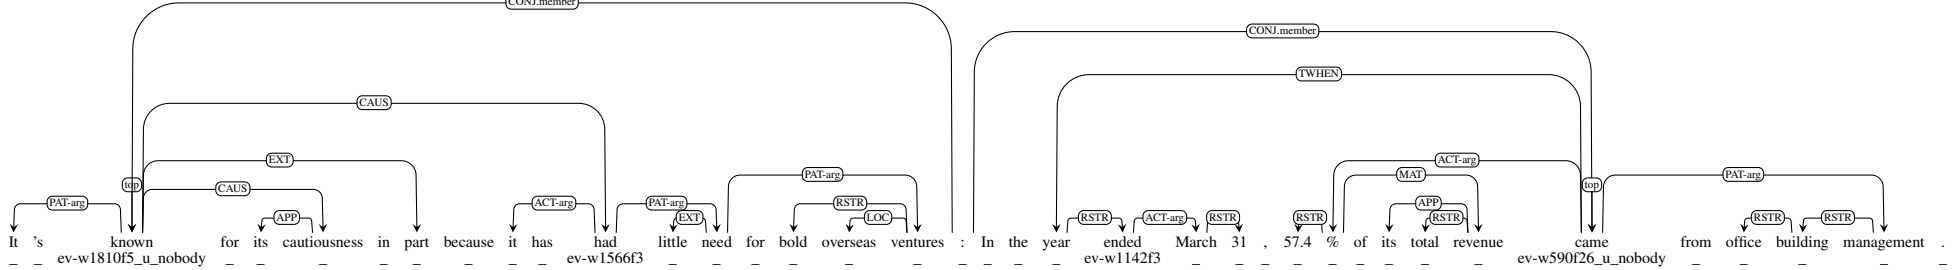 CONJ.member
CONJ.member
TWHEN
CAUS
EXT ACT-arg
PAT-arg MAT PAT-arg
top CAUS top
PAT-arg ACT-arg PAT-arg RSTR APP
APP EXT LOC RSTR ACT-arg RSTR RSTR RSTR RSTR RSTR
It 's known for its cautiousness in part because it has had little need for bold overseas ventures : In the year ended March 31 , 57.4 % of its total revenue came from office building management .
_ _ ev-w1810f5_u_nobody _ _ _ _ _ _ _ _ ev-w1566f3 _ _ _ _ _ _ _ _ _ _ ev-w1142f3 _ _ _ _ _ _ _ _ _ ev-w590f26_u_nobody _ _ _ _ _